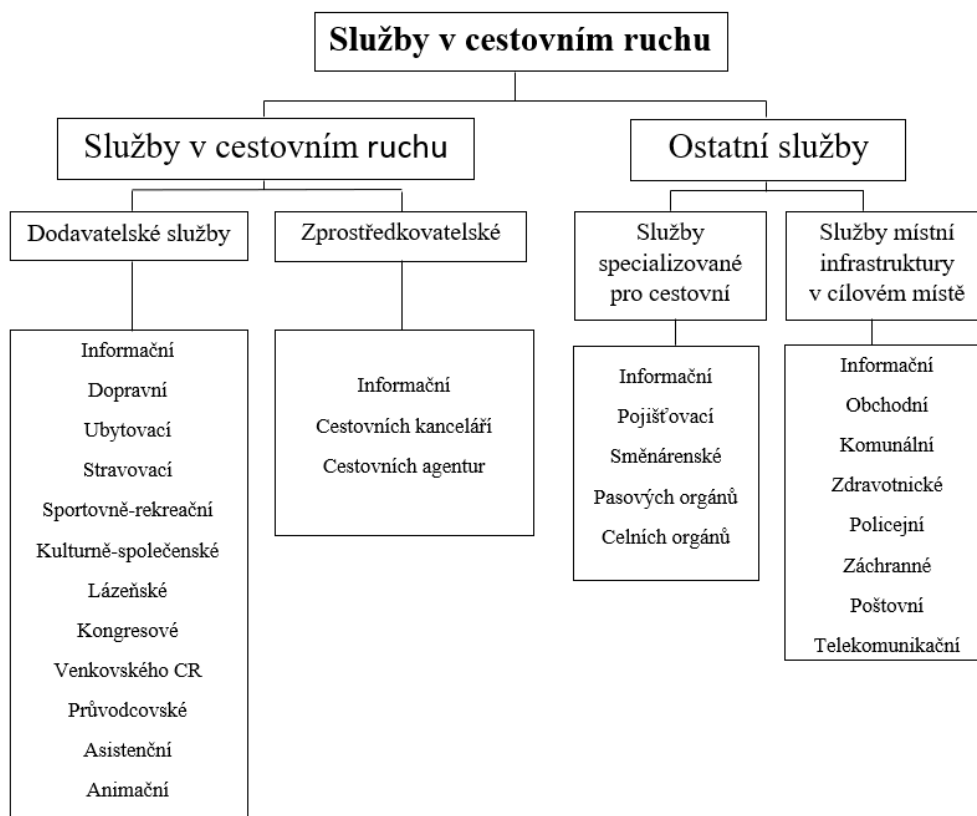 Služby v cestovním ruchu
Služby v cestovním ruchu
Ostatní služby
Dodavatelské služby
Zprostředkovatelské
Služby
specializované
pro cestovní
Služby místní
infrastruktury
v cílovém místě
Informační
Dopravní
Ubytovací
Stravovací
Sportovně-rekreační
Kulturně-společenské
Lázeňské
Kongresové
Venkovského CR
Průvodcovské
Asistenční
Animační
Informační
Cestovních kanceláří
Cestovních agentur
Informační
Pojišťovací
Směnárenské
Pasových orgánů
Celních orgánů
Informační
Obchodní
Komunální
Zdravotnické
Policejní
Záchranné
Poštovní
Telekomunikační